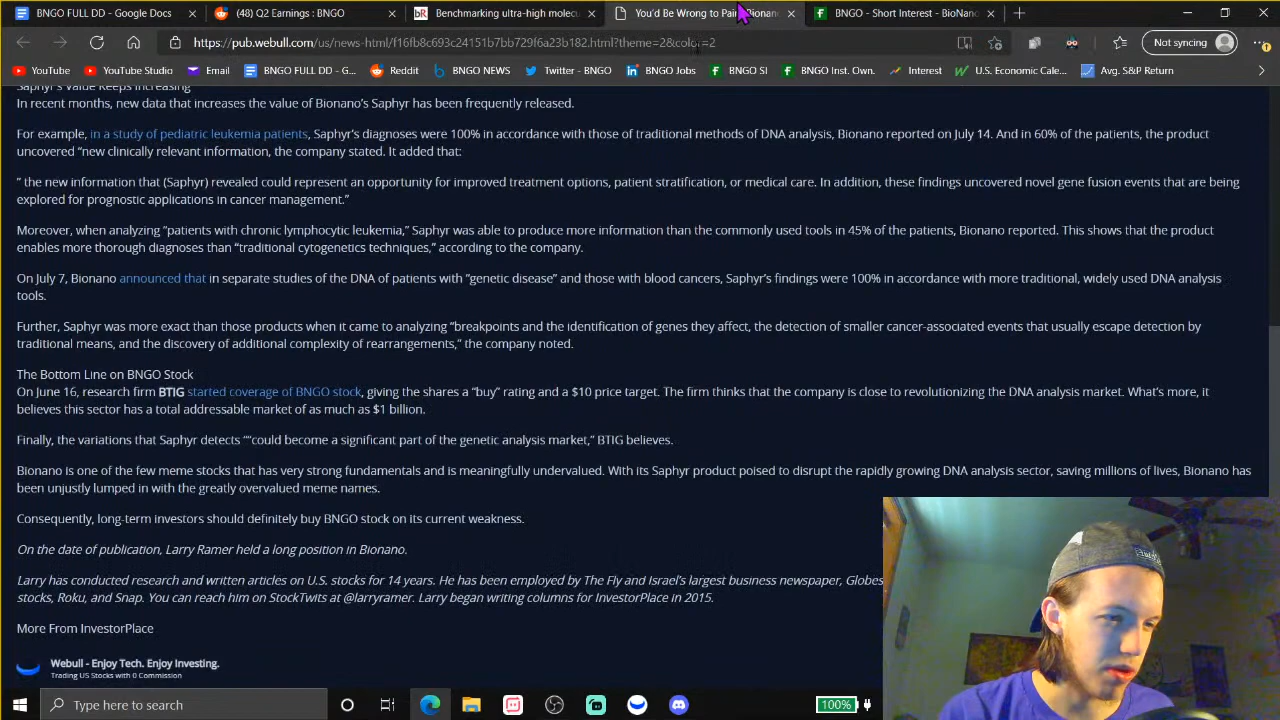 BNGO FULL DD - Google Docs
(48) Q2 Earnings : BNGO
Benchmarking ultra-high molecu
You'd Be Wrong to Pai Bionano
BNGO - Short Interest - BioNano
https://pub.webull.com/us/news-html/f16fb8c693c24151b7bb729f6a23b182.html?theme=2&color=2
Not syncing
YouTube
YouTube Studio
Email
BNGO FULL DD - G...
Reddit
BNGO NEWS
Twitter - BNGO
BNGO Jobs
BNGO SI
BNGO Inst. Own.
Interest
U.S. Economic Cale...
Avg. S&P Return
Saphyr's Value Keeps Increasing
In recent months, new data that increases the value of Bionano's Saphyr has been frequently released.
For example, in a study of pediatric leukemia patients, Saphyr's diagnoses were 100% in accordance with those of traditional methods of DNA analysis, Bionano reported on July 14. And in 60% of the patients, the product
uncovered "new clinically relevant information, the company stated. It added that:
" the new information that (Saphyr) revealed could represent an opportunity for improved treatment options, patient stratification, or medical care. In addition, these findings uncovered novel gene fusion events that are being
explored for prognostic applications in cancer management."
Moreover, when analyzing "patients with chronic lymphocytic leukemia," Saphyr was able to produce more information than the commonly used tools in 45% of the patients, Bionano reported. This shows that the product
enables more thorough diagnoses than "traditional cytogenetics techniques," according to the company.
On July 7, Bionano announced that in separate studies of the DNA of patients with "genetic disease" and those with blood cancers, Saphyr's findings were 100% in accordance with more traditional, widely used DNA analysis
tools.
Further, Saphyr was more exact than those products when it came to analyzing "breakpoints and the identification of genes they affect, the detection of smaller cancer-associated events that usually escape detection by
traditional means, and the discovery of additional complexity of rearrangements," the company noted.
The Bottom Line on BNGO Stock
On June 16, research firm BTIG started coverage of BNGO stock, giving the shares a "buy" rating and a $10 price target. The firm thinks that the company is close to revolutionizing the DNA analysis market. What's more, it
believes this sector has a total addressable market of as much as $1 billion.
Finally, the variations that Saphyr detects ""could become a significant part of the genetic analysis market," BTIG believes.
Bionano is one of the few meme stocks that has very strong fundamentals and is meaningfully undervalued. With its Saphyr product poised to disrupt the rapidly growing DNA analysis sector, saving millions of lives, Bionano has
been unjustly lumped in with the greatly overvalued meme names.
Consequently, long-term investors should definitely buy BNGO stock on its current weakness.
On the date of publication, Larry Ramer held a long position in Bionano.
Larry has conducted research and written articles on U.S. stocks for 14 years. He has been employed by The Fly and Israel's largest business newspaper, Globes
stocks, Roku, and Snap. You can reach him on StockTwits at @larryramer. Larry began writing columns for InvestorPlace in 2015.
More From InvestorPlace
Webull - Enjoy Tech. Enjoy Investing.
Trading US Stocks with 0 Commission
Type here to search
100%